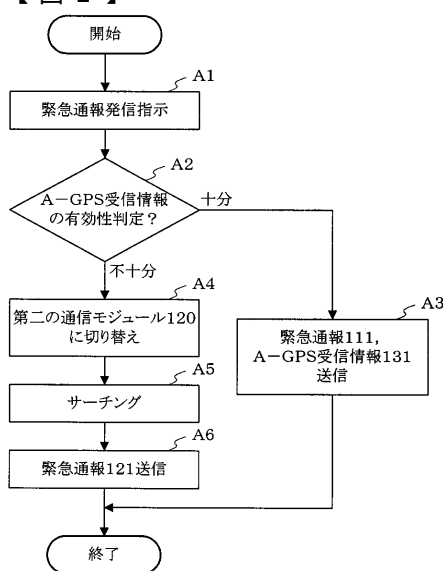 【図2】
開始
A1
緊急通報発信指示
A2
A－GPS受信情報
の有効性判定？
十分
不十分
A4
第二の通信モジュール120
に切り替え
A3
緊急通報111，
A－GPS受信情報131
送信
A5
サーチング
A6
緊急通報121送信
終了